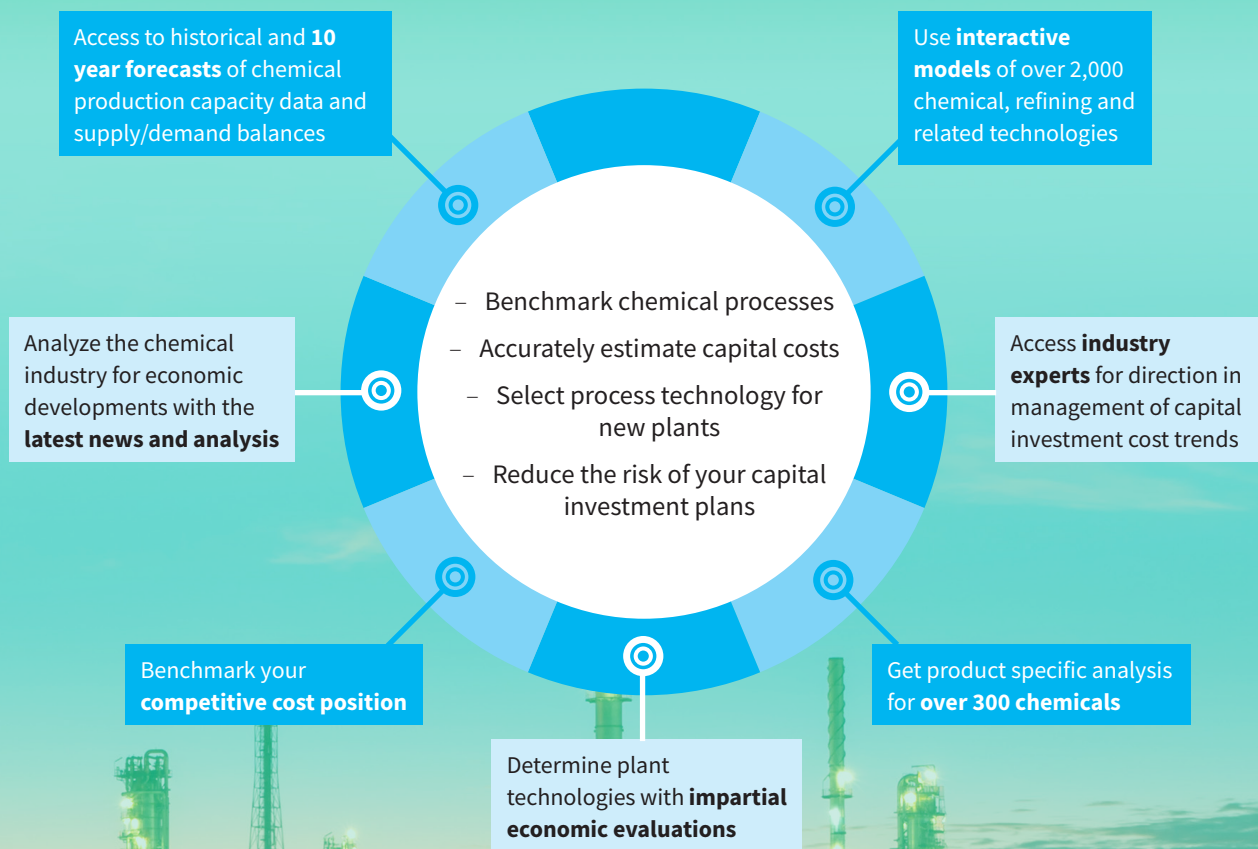 Access to historical and 10
year forecasts of chemical
production capacity data and
supply/demand balances
Use interactive
models of over 2,000
chemical, refining and
related technologies
– Benchmark chemical processes
– Accurately estimate capital costs
– Select process technology for
new plants
– Reduce the risk of your capital
investment plans
Analyze the chemical
industry for economic
developments with the
latest news and analysis
Access industry
experts for direction in
management of capital
investment cost trends
Benchmark your
competitive cost position
Get product specific analysis
for over 300 chemicals
Determine plant
technologies with impartial
economic evaluations